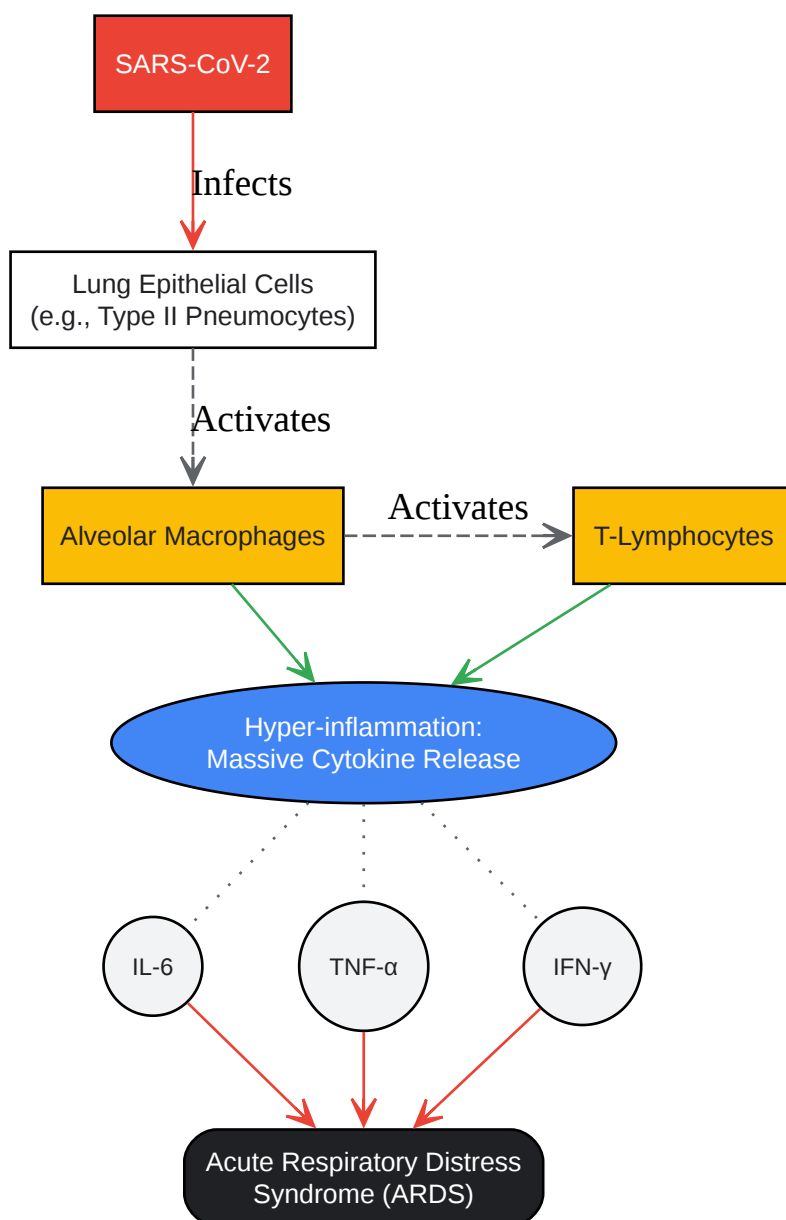 SARS-CoV-2
Infects
Lung Epithelial Cells
(e.g., Type II Pneumocytes)
Activates
Alveolar Macrophages
Activates
T-Lymphocytes
Hyper-inflammation:
Massive Cytokine Release
IL-6
TNF-α
IFN-γ
Acute Respiratory Distress
Syndrome (ARDS)